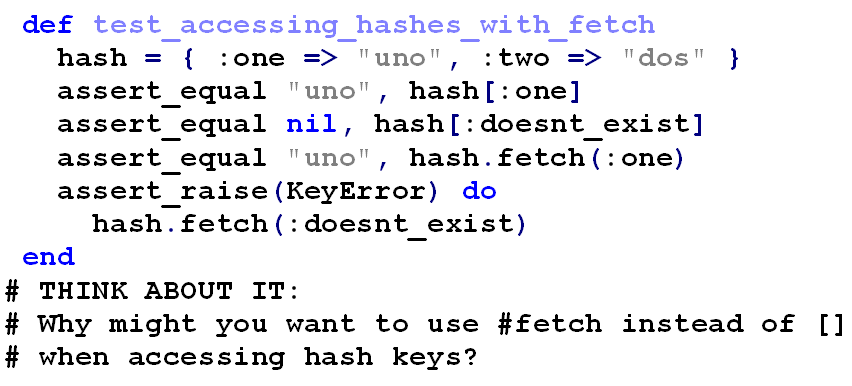 def test_accessing_hashes_with_fetch
hash = { :one => "uno", :two => "dos" }
assert_equal "uno", hash[:one]
assert_equal nil, hash[:doesnt_exist]
assert_equal "uno", hash.fetch(:one)
assert_raise(KeyError) do
hash.fetch(:doesnt_exist)
end
# THINK ABOUT IT:
# Why might you want to use #fetch instead of []
# when accessing hash keys?